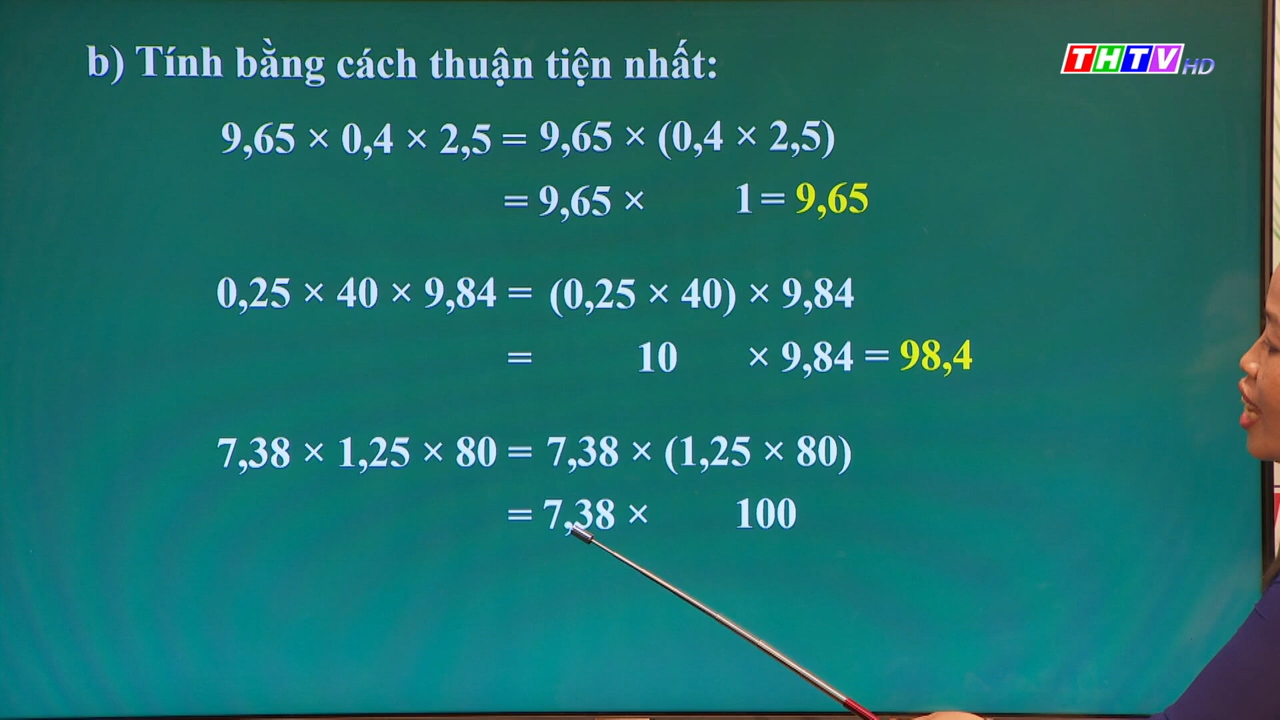 b) Tính bằng cách thuận tiện nhất:
THTV HD
9,65 × 0,4 × 2,5 = 9,65 × (0,4 × 2,5)
= 9,65 × 1 = 9,65
0,25 × 40 × 9,84 = (0,25 × 40) × 9,84
= 10 × 9,84 = 98,4
7,38 × 1,25 × 80 = 7,38 × (1,25 × 80)
= 7,38 × 100